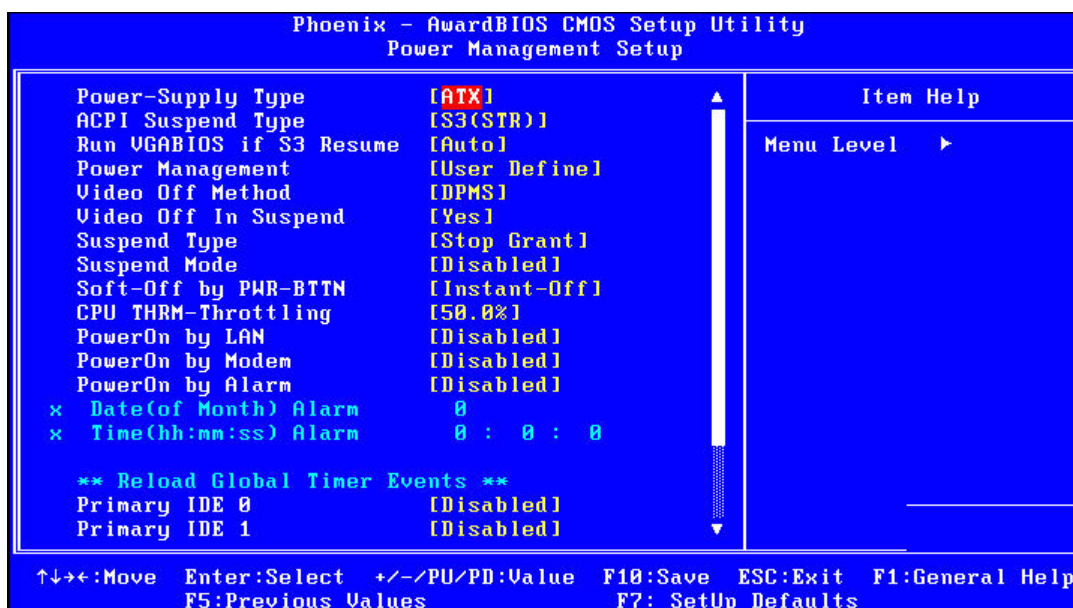 Phoenix - AwardBIOS CMOS Setup Utility
Power Management Setup
Power-Supply Type [ATX]
ACPI Suspend Type [S3(STR)]
Run VGABIOS if S3 Resume [Auto]
Power Management [User Define]
Video Off Method [DPMS]
Video Off In Suspend [Yes]
Suspend Type [Stop Grant]
Suspend Mode [Disabled]
Soft-Off by PWR-BTTN [Instant-Off]
CPU THRM-Throttling [50.0%]
PowerOn by LAN [Disabled]
PowerOn by Modem [Disabled]
PowerOn by Alarm [Disabled]
x Date(of Month) Alarm 0
x Time(hh:mm:ss) Alarm 0 : 0 : 0
** Reload Global Timer Events **
Primary IDE 0 [Disabled]
Primary IDE 1 [Disabled]
Item Help
Menu Level ►
↑↓→←:Move Enter:Select +/-/PU/PD:Value F10:Save ESC:Exit F1:General Help
F5:Previous Values F7: SetUp Defaults